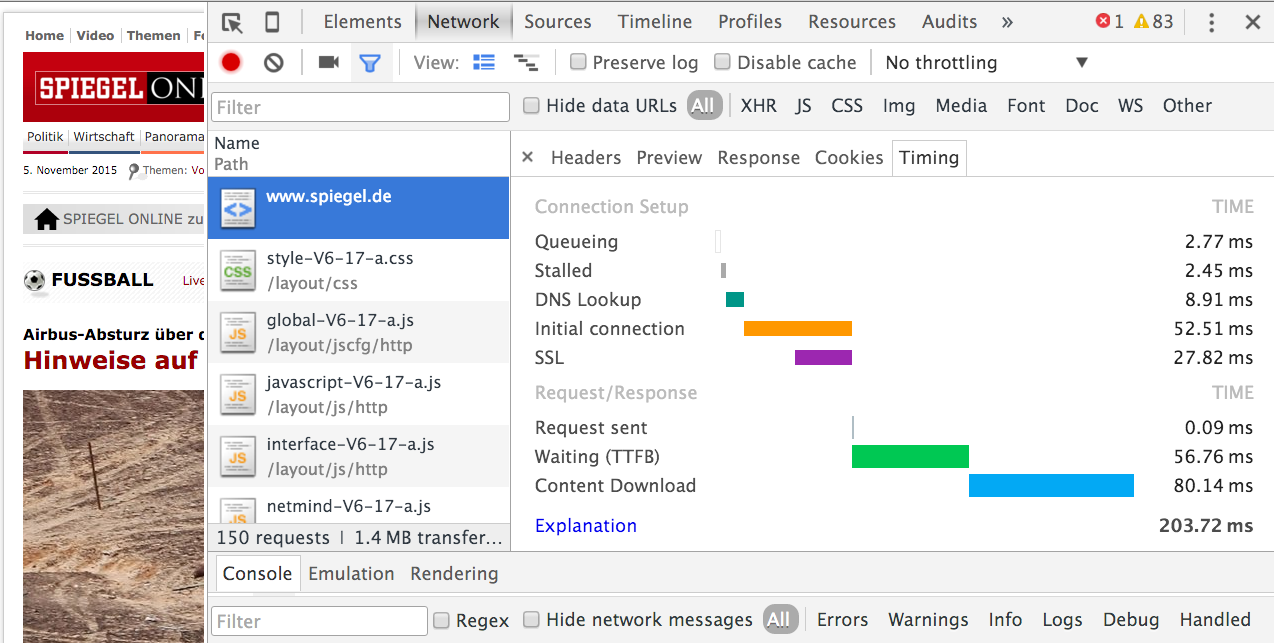 Home Video Themen
SPIEGEL
Politik Wirtschaft Panorama
5. November 2015 Themen: Vo
SPIEGEL ONLINE zu
FUSSBALL Live
Airbus-Absturz über
Hinweise auf
Elements Network Sources Timeline Profiles Resources Audits » 1 83
View: Preserve log Disable cache No throttling ▼
Filter Hide data URLs All XHR JS CSS Img Media Font Doc WS Other
Name
Path
www.spiegel.de
CSS style-V6-17-a.css
/layout/css
JS global-V6-17-a.js
/layout/jscfg/http
JS javascript-V6-17-a.js
/layout/js/http
JS interface-V6-17-a.js
/layout/js/http
JS netmind-V6-17-a.js
150 requests | 1.4 MB transfer...
× Headers Preview Response Cookies Timing
Connection Setup TIME
Queueing 2.77 ms
Stalled 2.45 ms
DNS Lookup 8.91 ms
Initial connection 52.51 ms
SSL 27.82 ms
Request/Response TIME
Request sent 0.09 ms
Waiting (TTFB) 56.76 ms
Content Download 80.14 ms
Explanation 203.72 ms
Console Emulation Rendering
Filter Regex Hide network messages All Errors Warnings Info Logs Debug Handled